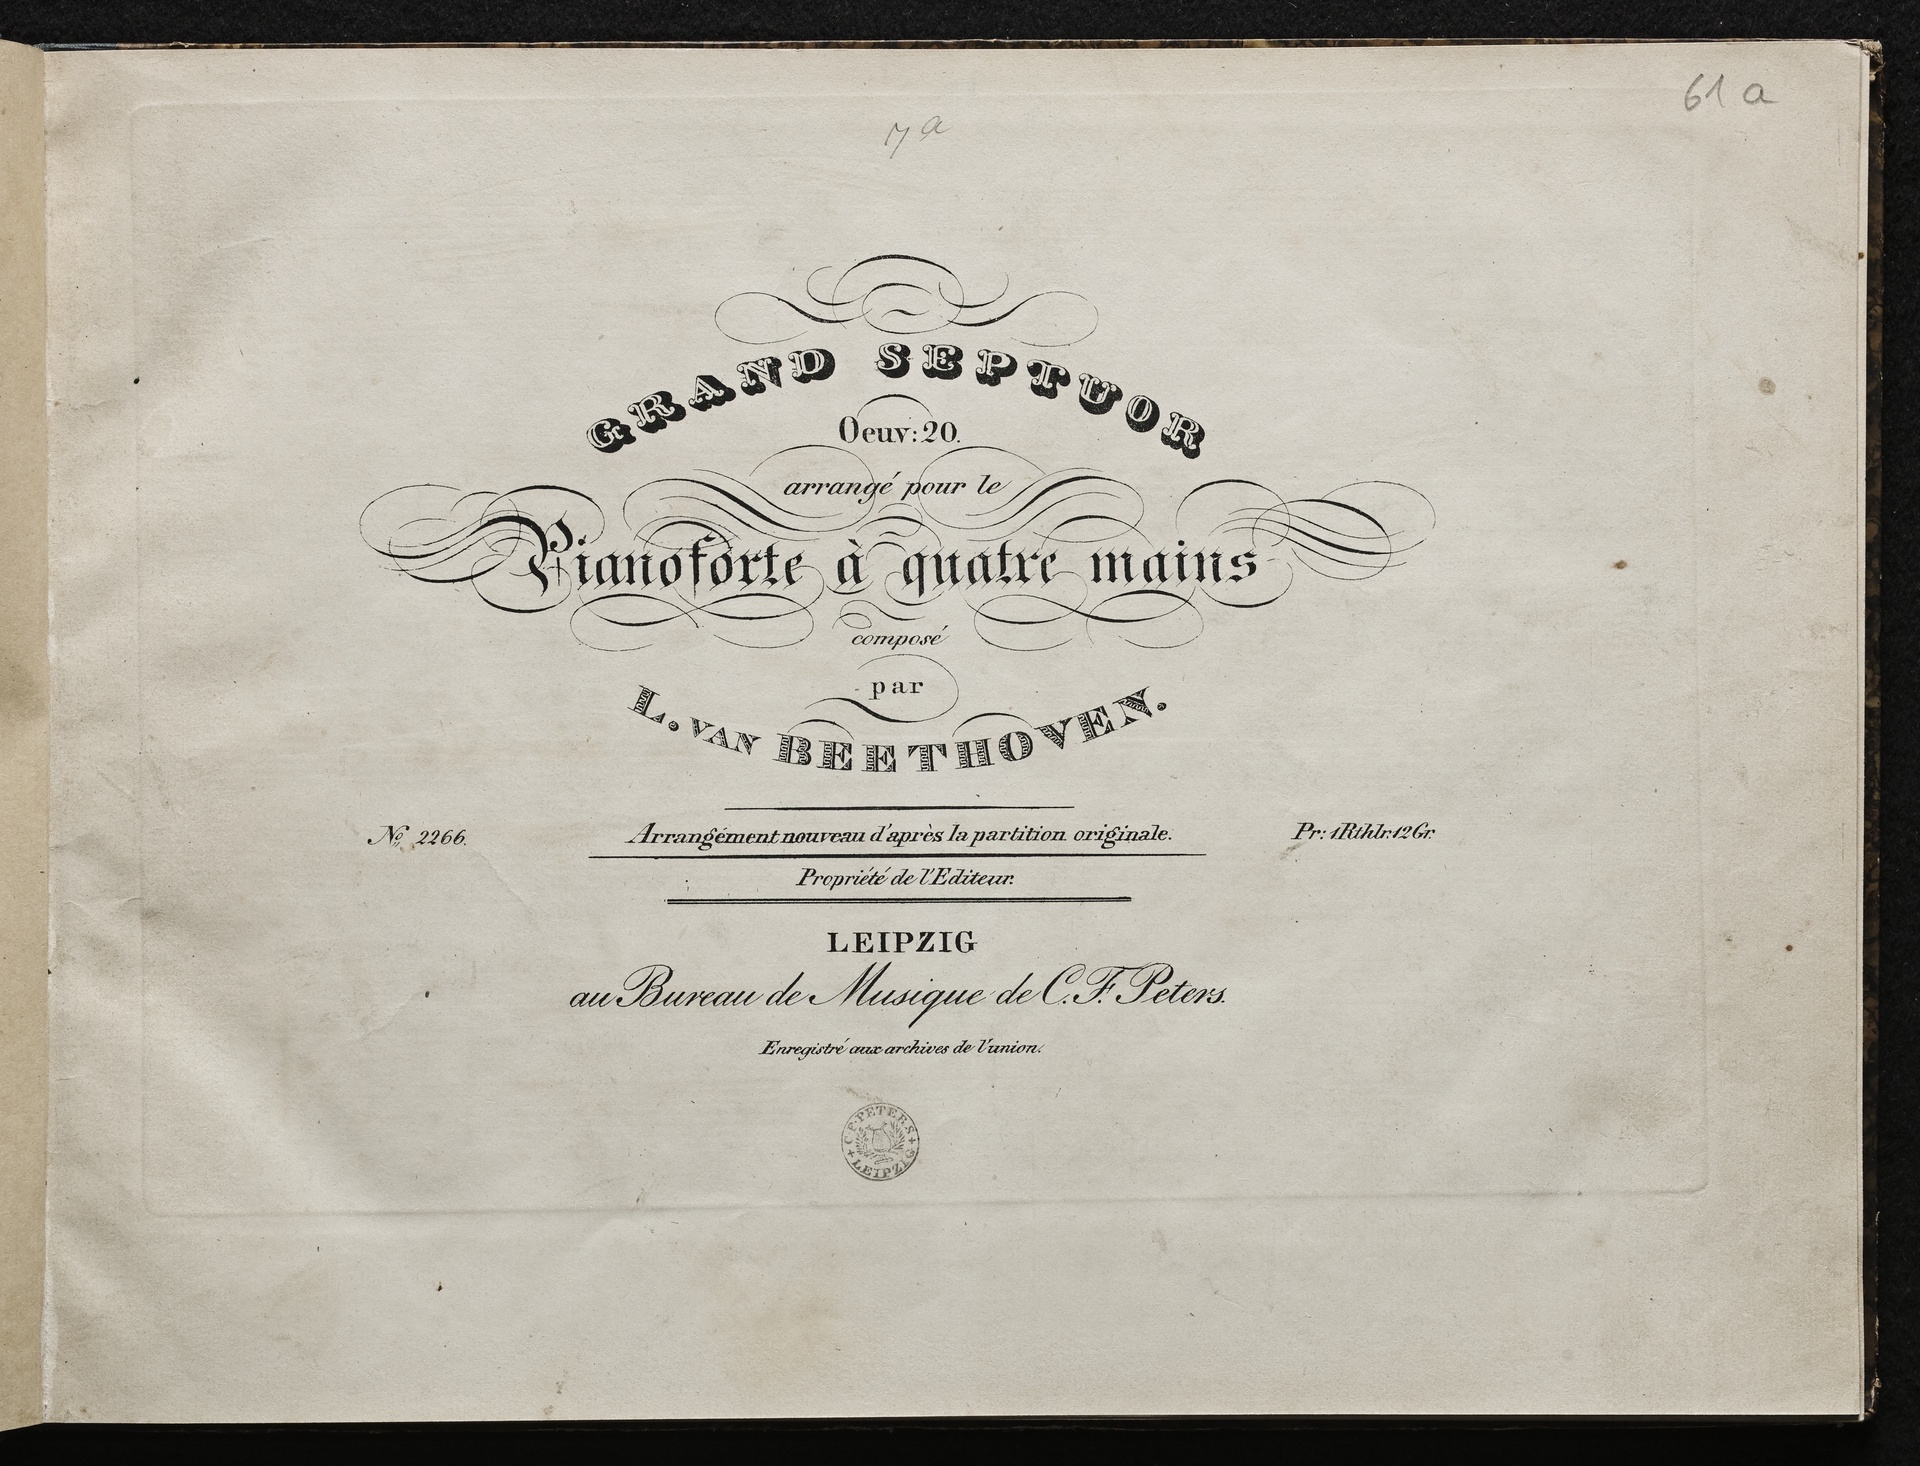 61 a
7 a
GRAND SEPTUOR
Oeuv: 20.
arrangé pour le
Pianoforte à quatre mains
composé
par
L. VAN BEETHOVEN.
No. 2266.
Arrangément nouveau d'après la partition originale.
Pr: 1 Rthlr. 12 Gr.
Propriété de l'Editeur.
LEIPZIG
au Bureau de Musique de C. F. Peters.
Enregistré aux archives de l'union.
C. F. PETERS
LEIPZIG